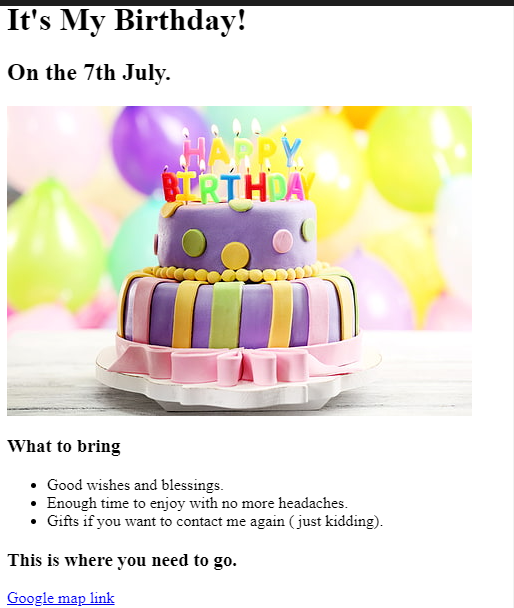 It's My Birthday!
On the 7th July.
HAPPY
BIRTHDAY
What to bring
Good wishes and blessings.
Enough time to enjoy with no more headaches.
Gifts if you want to contact me again ( just kidding).
This is where you need to go.
Google map link